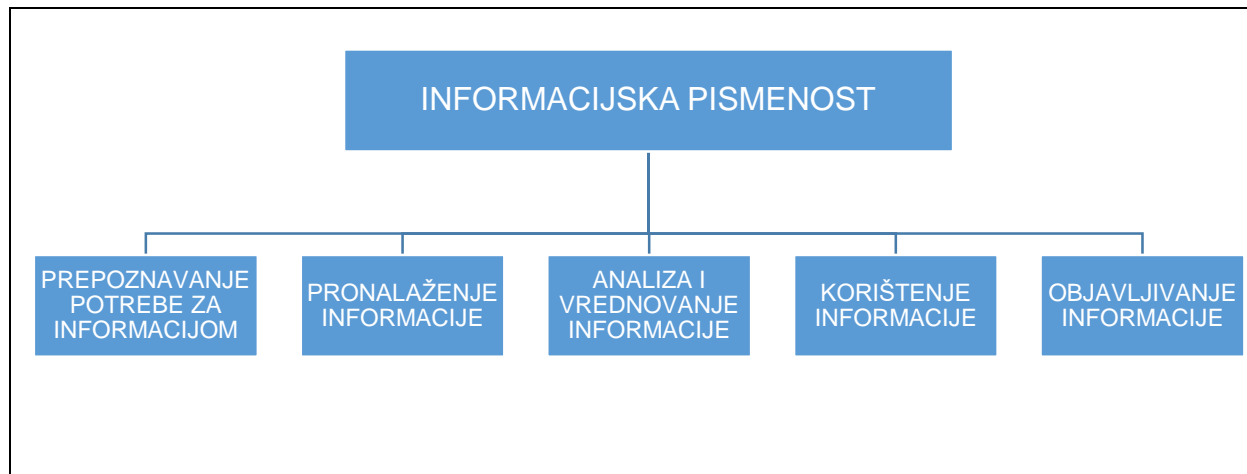 INFORMACIJSKA PISMENOST
PREPOZNAVANJE
POTREBE ZA
INFORMACIJOM
PRONALAŽENJE
INFORMACIJE
ANALIZA I
VREDNOVANJE
INFORMACIJE
KORIŠTENJE
INFORMACIJE
OBJAVLJIVANJE
INFORMACIJE